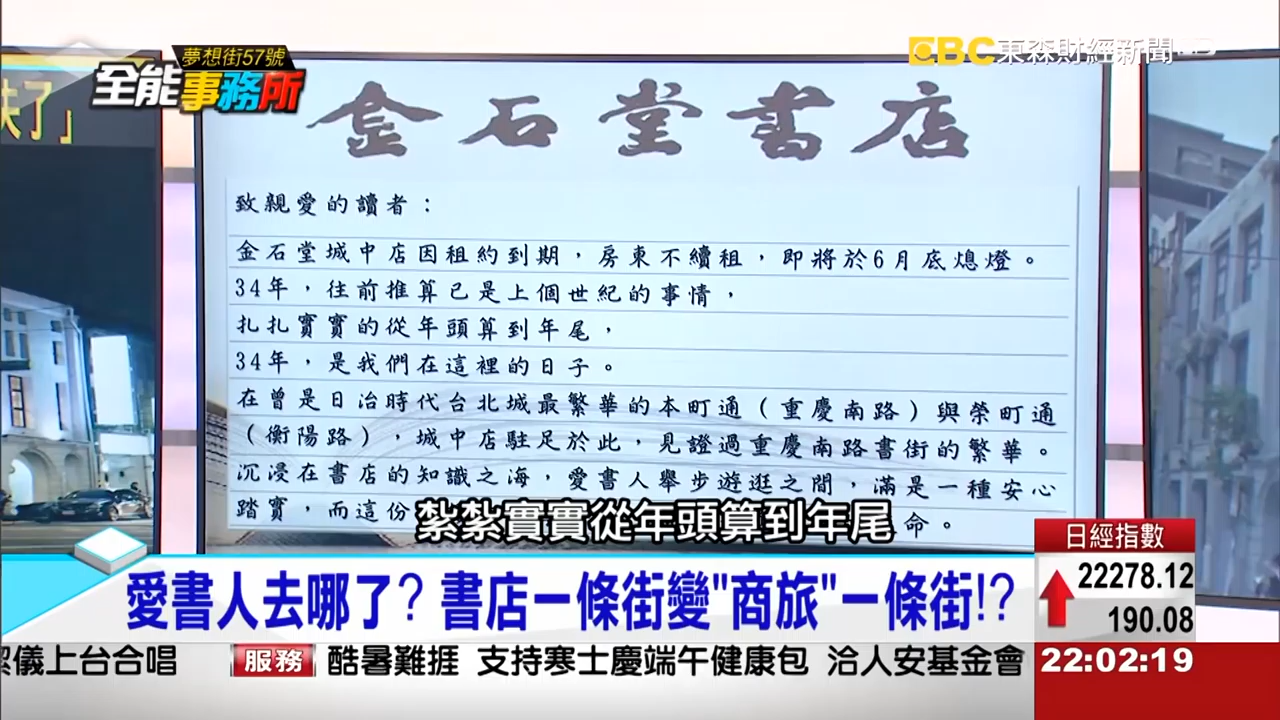 夢想街57號
全能事務所
EBC 東森財經新聞
失了」
金石堂書店
致親愛的讀者：
金石堂城中店因租約到期，房東不續租，即將於6月底熄燈。
34年，往前推算已是上個世紀的事情，
扎扎實實的從年頭算到年尾，
34年，是我們在這裡的日子。
在曾是日治時代台北城最繁華的本町通（重慶南路）與榮町通
（衡陽路），城中店駐足於此，見證過重慶南路書街的繁華。
沉浸在書店的知識之海，愛書人舉步遊逛之間，滿是一種安心
踏實，而這份
命。
紮紮實實從年頭算到年尾
日經指數
22278.12
190.08
愛書人去哪了？書店一條街變"商旅"一條街!?
潔儀上台合唱 服務 酷暑難捱 支持寒士慶端午健康包 洽人安基金會
22:02:19